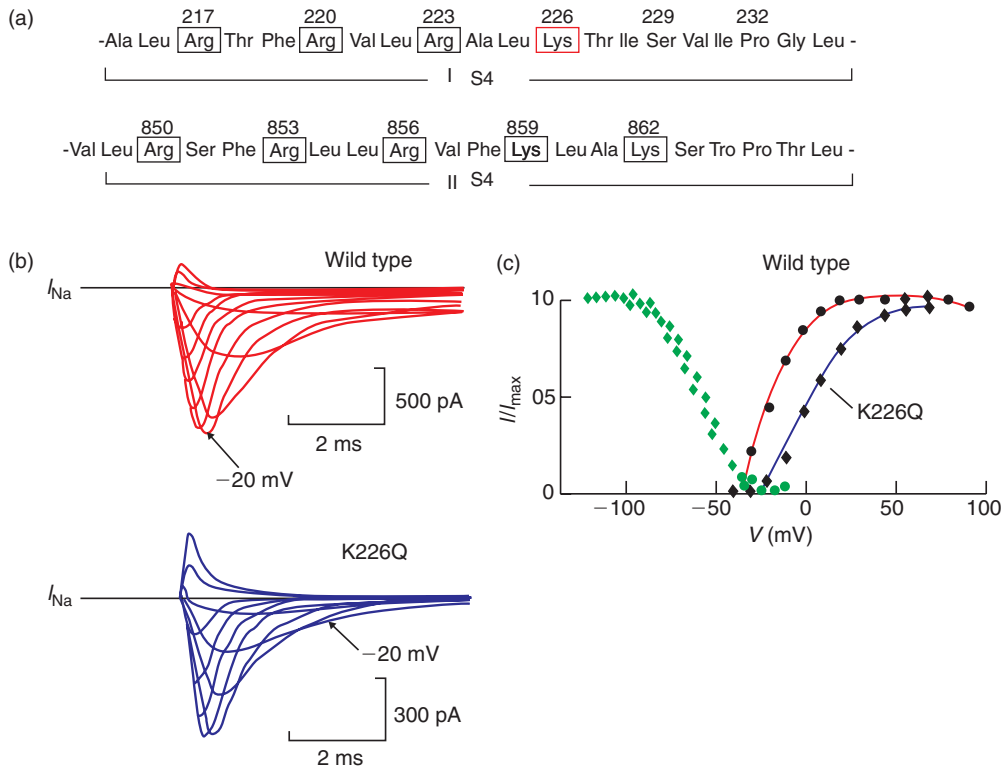 (a)
217 220 223 226 229 232
-Ala Leu Arg Thr Phe Arg Val Leu Arg Ala Leu Lys Thr Ile Ser Val Ile Pro Gly Leu -
I S4
850 853 856 859 862
-Val Leu Arg Ser Phe Arg Leu Leu Arg Val Phe Lys Leu Ala Lys Ser Tro Pro Thr Leu -
II S4
(b)
Wild type
I_Na
500 pA
2 ms
−20 mV
K226Q
I_Na
−20 mV
300 pA
2 ms
(c)
Wild type
10
05
0
I/I_max
K226Q
−100 −50 0 50 100
V (mV)